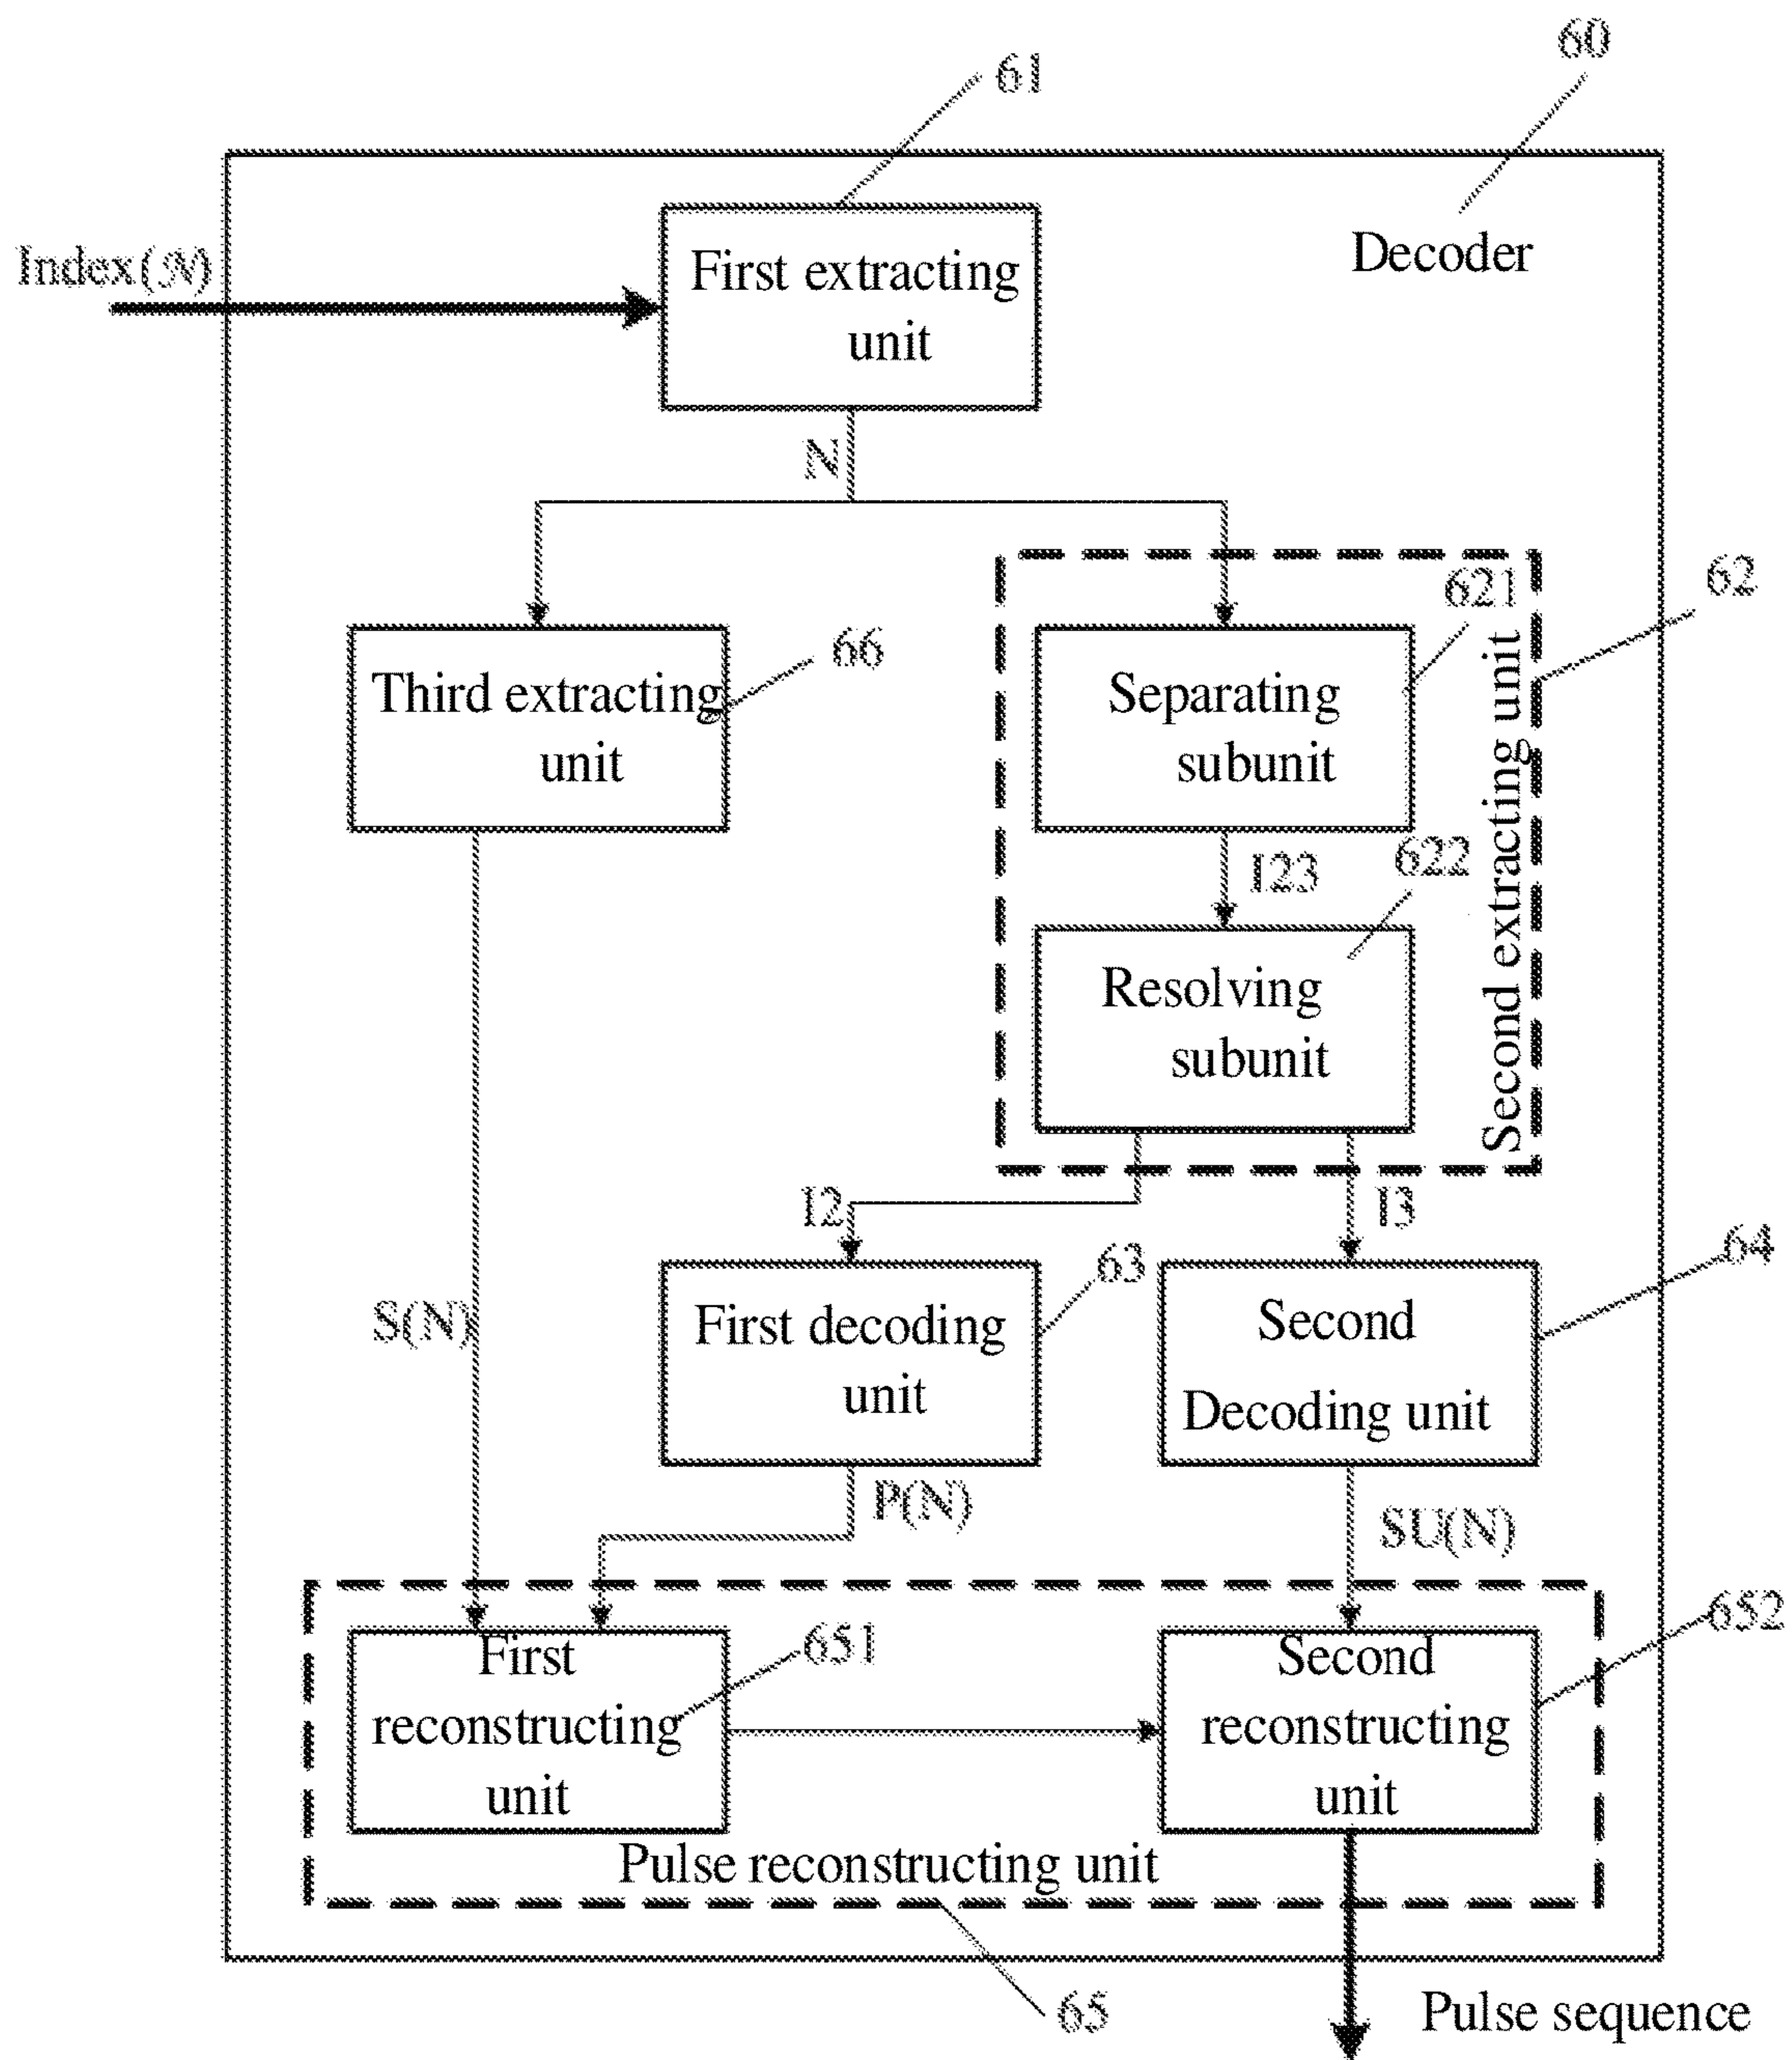 60
61
Decoder
Index(N)
First extracting
unit
N
62
621
Third extracting
unit
66
Separating
subunit
Second extracting unit
I23
622
Resolving
subunit
I2
I3
63
64
First decoding
unit
Second
Decoding unit
S(N)
P(N)
SU(N)
First
reconstructing
unit
651
Second
reconstructing
unit
652
Pulse reconstructing unit
65
Pulse sequence